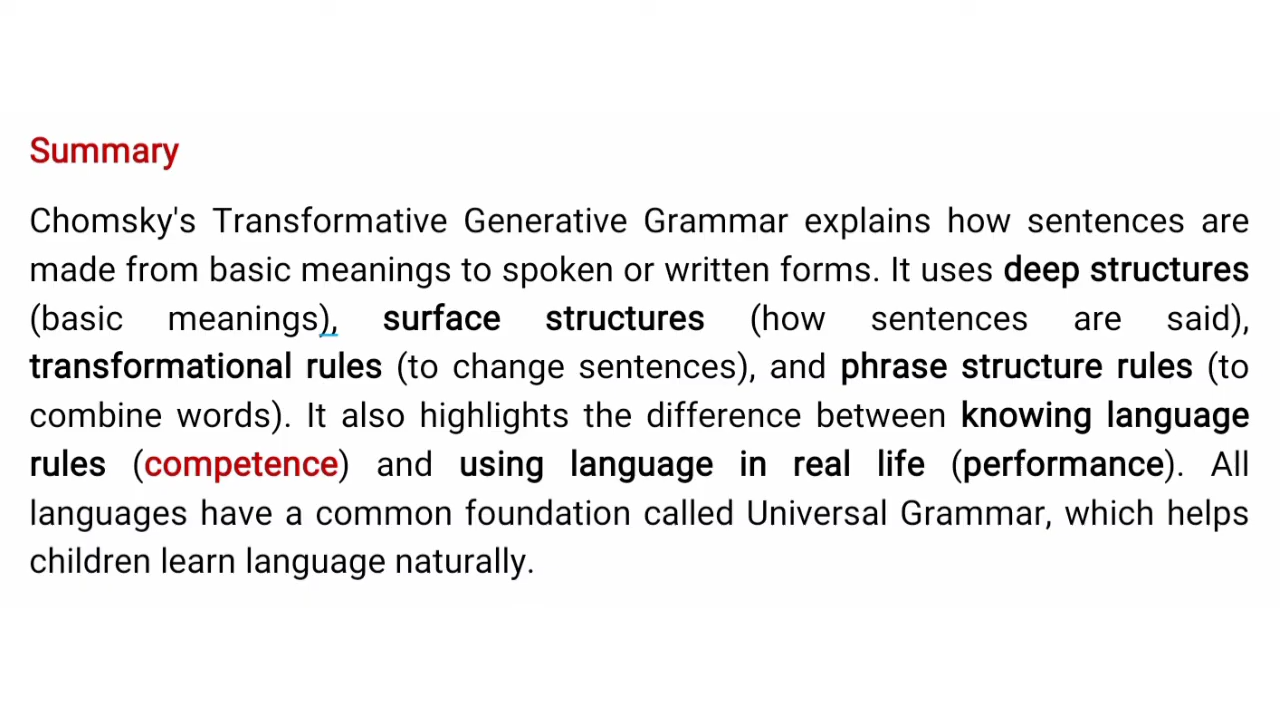 Summary
Chomsky's Transformative Generative Grammar explains how sentences are
made from basic meanings to spoken or written forms. It uses deep structures
(basic meanings), surface structures (how sentences are said),
transformational rules (to change sentences), and phrase structure rules (to
combine words). It also highlights the difference between knowing language
rules (competence) and using language in real life (performance). All
languages have a common foundation called Universal Grammar, which helps
children learn language naturally.